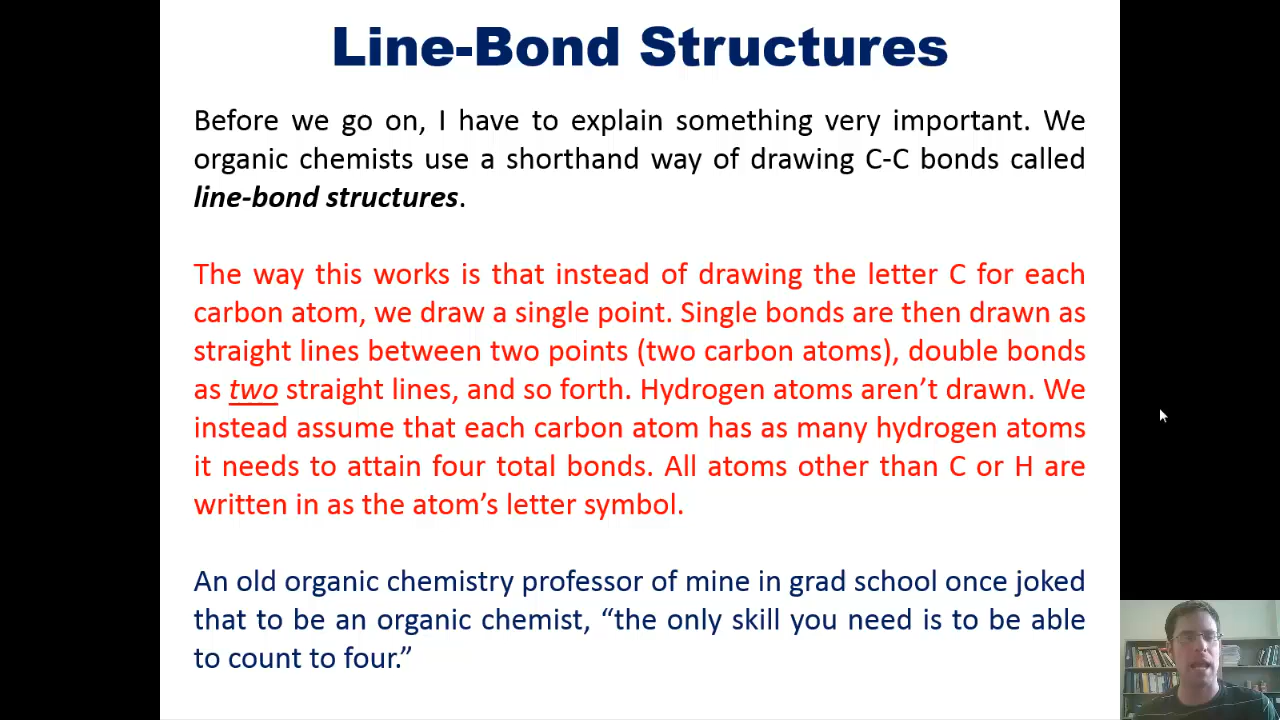 Line-Bond Structures
Before we go on, I have to explain something very important. We
organic chemists use a shorthand way of drawing C-C bonds called
line-bond structures.
The way this works is that instead of drawing the letter C for each
carbon atom, we draw a single point. Single bonds are then drawn as
straight lines between two points (two carbon atoms), double bonds
as two straight lines, and so forth. Hydrogen atoms aren’t drawn. We
instead assume that each carbon atom has as many hydrogen atoms
it needs to attain four total bonds. All atoms other than C or H are
written in as the atom’s letter symbol.
An old organic chemistry professor of mine in grad school once joked
that to be an organic chemist, “the only skill you need is to be able
to count to four.”